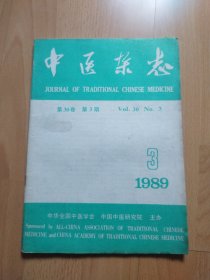 中医杂志
JOURNAL OF TRADITIONAL CHINESE MEDICINE
第30卷 第3期 Vol. 30 No. 3
3
1989
中华全国中医学会 中国中医研究院 主办
Sponsored by ALL-CHINA ASSOCIATION OF TRADITIONAL CHINESE
MEDICINE and CHINA ACADEMY OF TRADITIONAL CHINESE MEDICINE